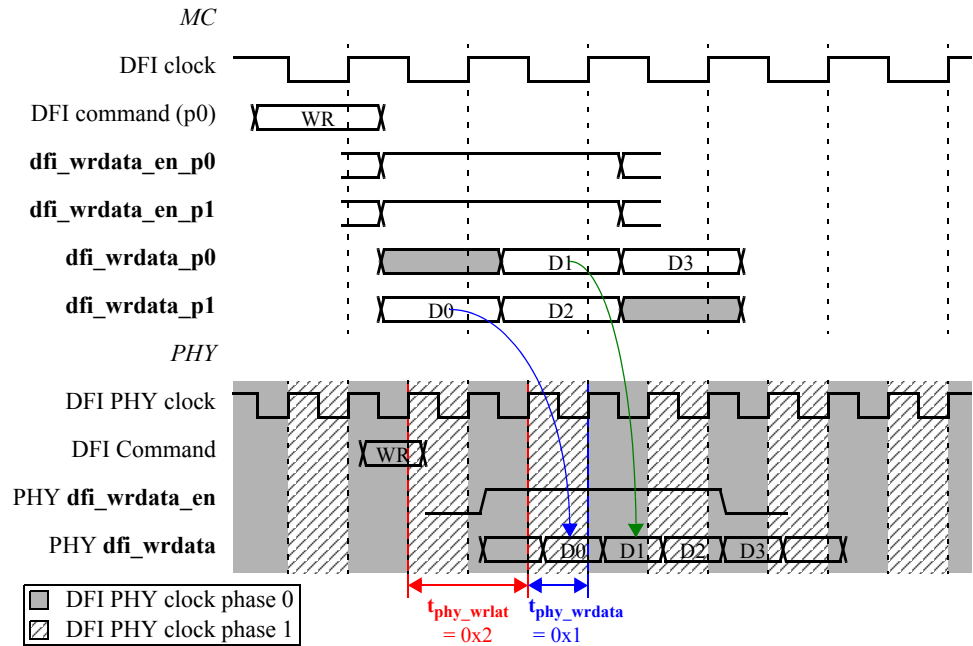 MC
DFI clock
DFI command (p0) WR
dfi_wrdata_en_p0
dfi_wrdata_en_p1
dfi_wrdata_p0 D1 D3
dfi_wrdata_p1 D0 D2
PHY
DFI PHY clock
DFI Command WR
PHY dfi_wrdata_en
PHY dfi_wrdata D0 D1 D2 D3
DFI PHY clock phase 0
DFI PHY clock phase 1
tphy_wrlat
= 0x2
tphy_wrdata
= 0x1